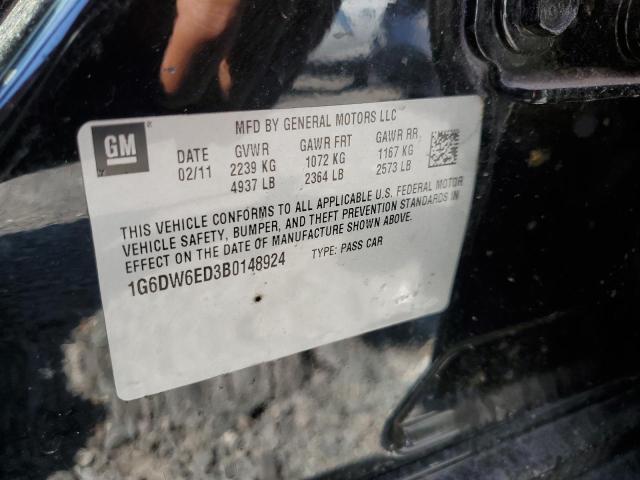 MFD BY GENERAL MOTORS LLC
GM
DATE GVWR GAWR FRT GAWR RR
02/11 2239 KG 1072 KG 1167 KG
4937 LB 2364 LB 2573 LB
THIS VEHICLE CONFORMS TO ALL APPLICABLE U.S. FEDERAL MOTOR
VEHICLE SAFETY, BUMPER, AND THEFT PREVENTION STANDARDS IN
EFFECT ON THE DATE OF MANUFACTURE SHOWN ABOVE.
1G6DW6ED3B0148924 TYPE: PASS CAR